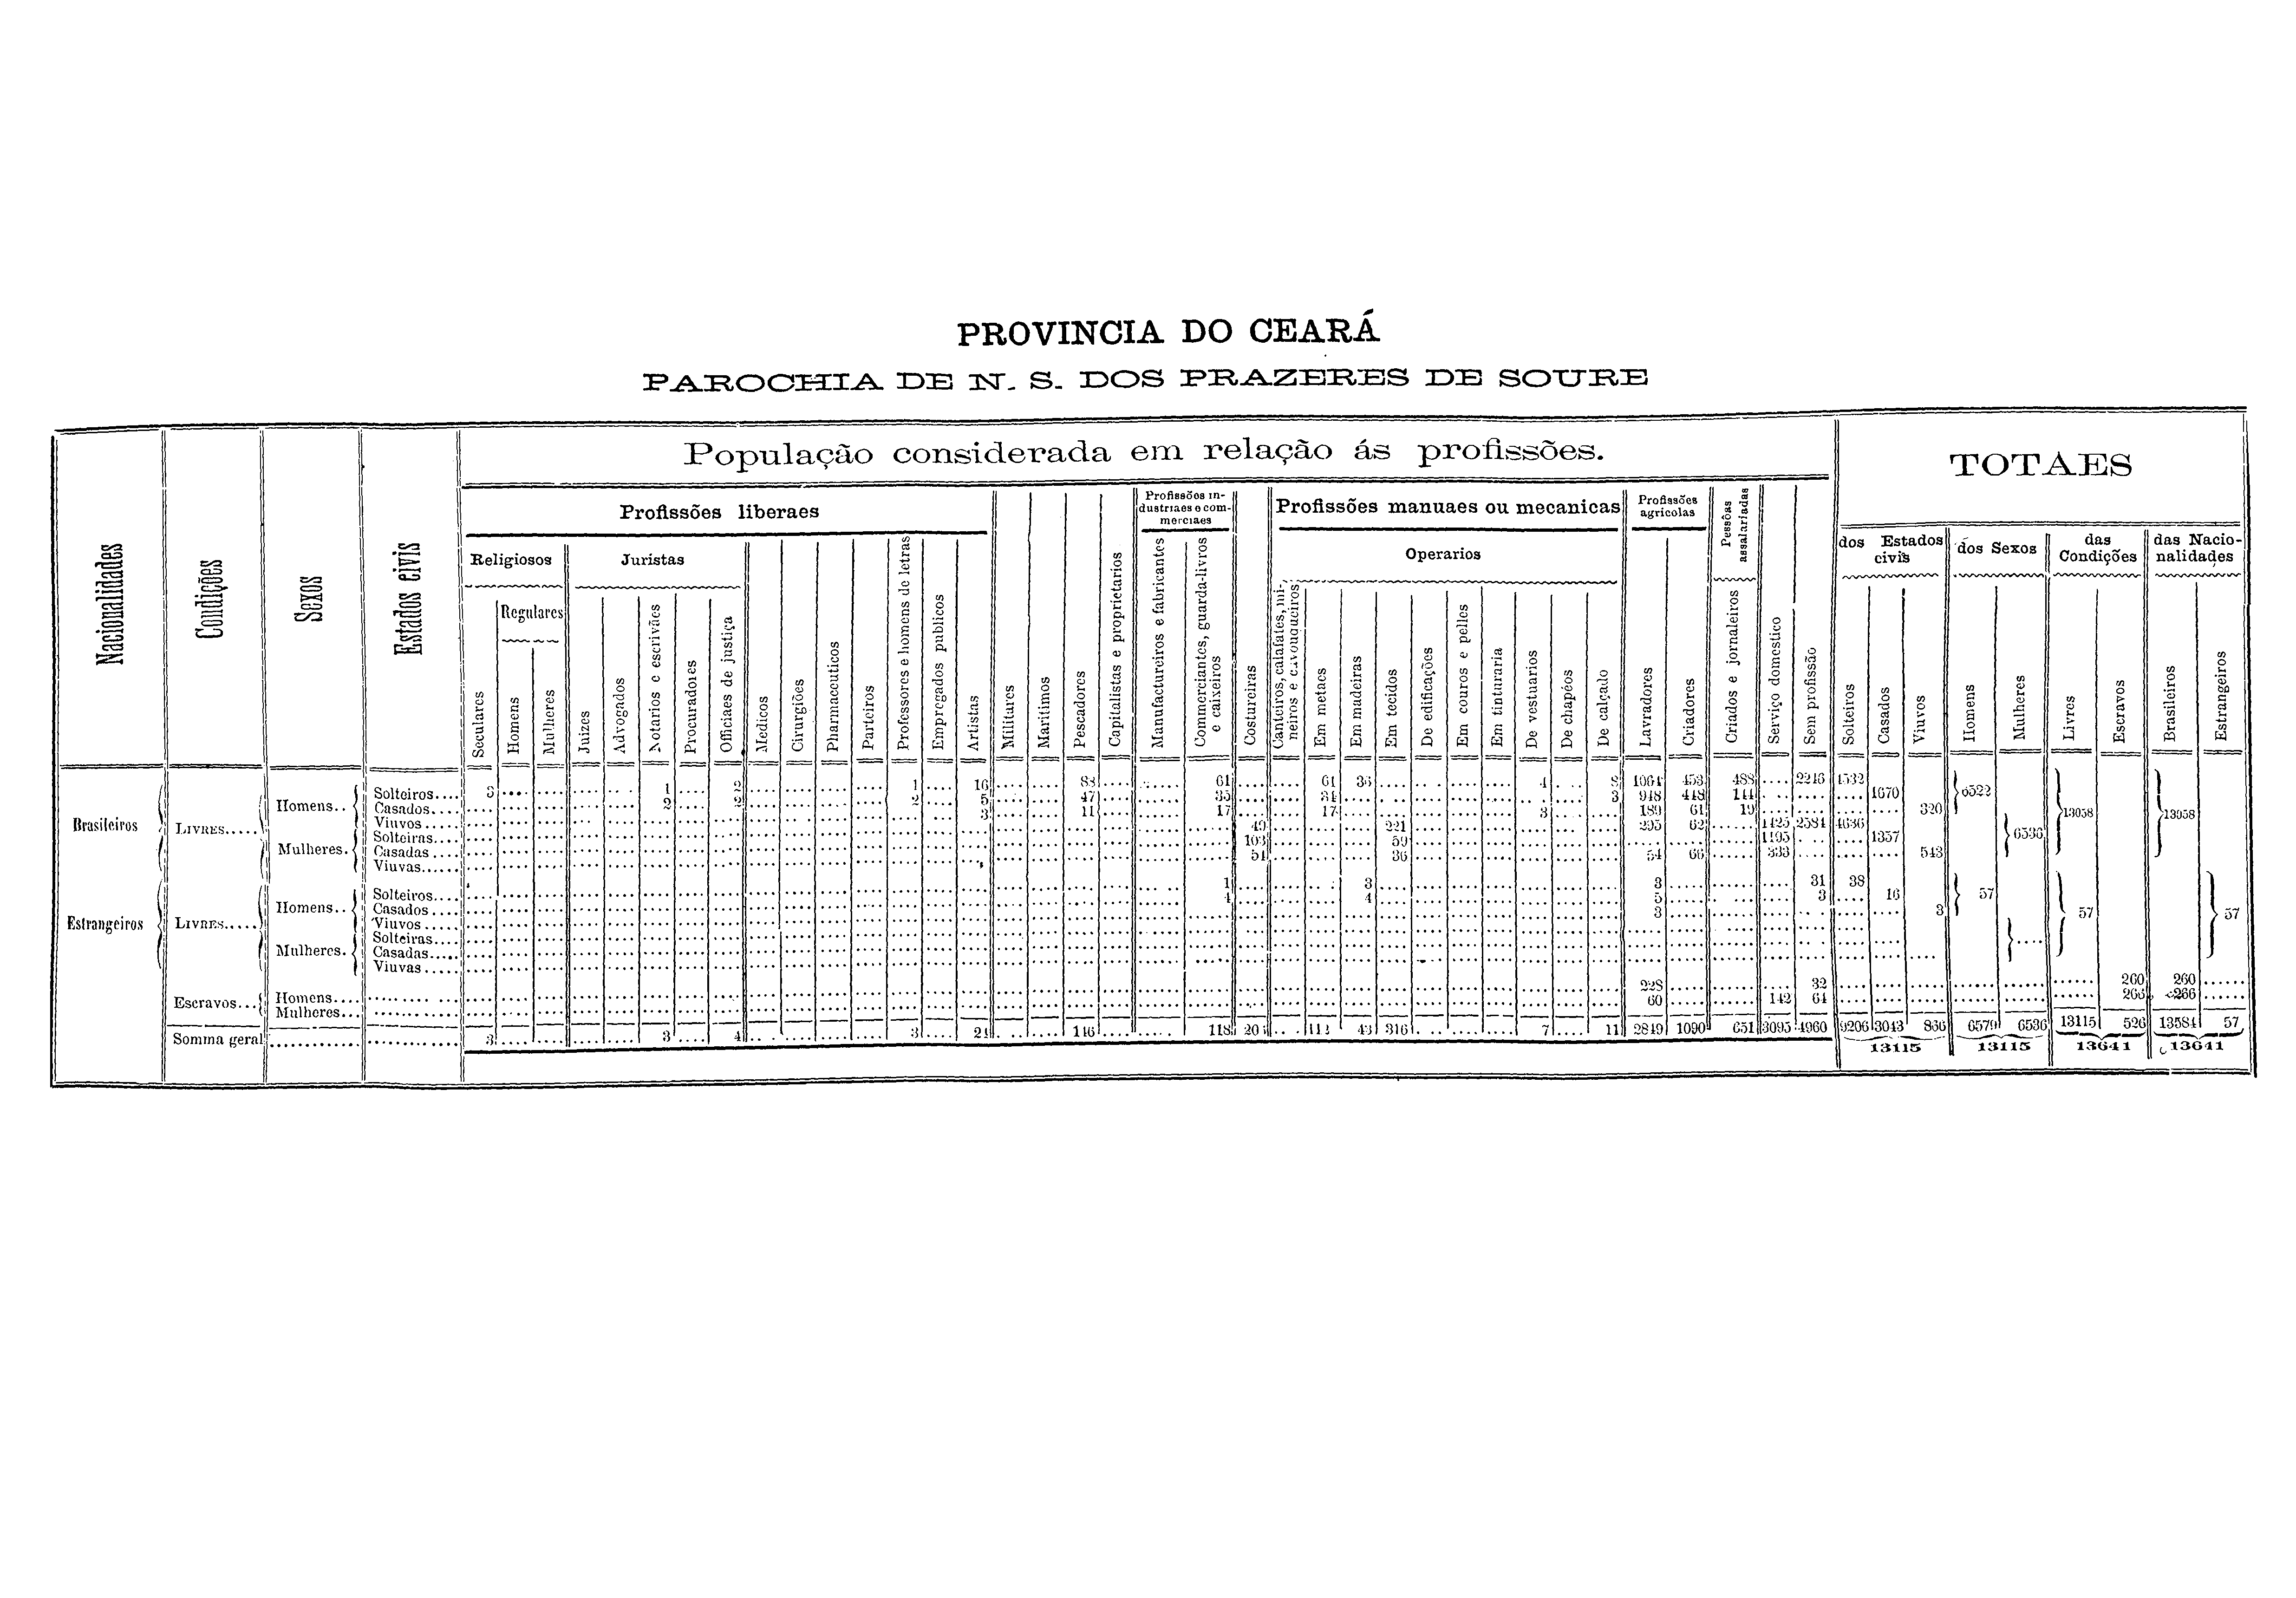 PROVINCIA DO CEARÁ
PAROCHIA DE N. S. DOS PRAZERES DE SOURE
População considerada em relação ás profissões.
TOTAES
Nacionalidades
Condições
Sexos
Estados civis
Profissões liberaes
Religiosos
Seculares
Regulares
Homens
Mulheres
Juristas
Juizes
Advogados
Notarios e escrivães
Procuradores
Officiaes de justiça
Medicos
Cirurgiões
Pharmaceuticos
Parteiros
Professores e homens de letras
Empregados publicos
Artistas
Militares
Maritimos
Pescadores
Capitalistas e proprietarios
Profissões in-
dustriaes e com-
merciaes
Manufactureiros e fabricantes
Commerciantes, guarda-livros
e caixeiros
Costureiras
Profissões manuaes ou mecanicas
Operarios
Canteiros, calafates, mi-
neiros e cavouqueiros
Em metaes
Em madeiras
Em tecidos
De edificações
Em couros e pelles
Em tinturaria
De vestuarios
De chapéos
De calçado
Profissões
agricolas
Lavradores
Criadores
Pessôas
assalariadas
Criados e jornaleiros
Serviço domestico
Sem profissão
dos Estados
civis
Solteiros
Casados
Viuvos
dos Sexos
Homens
Mulheres
das
Condições
Livres
Escravos
das Nacio-
nalidades
Brasileiros
Estrangeiros
Brasileiros
LIVRES.....
Homens..
Solteiros.... 3 1 2 1 16 88 61 61 36 4 1064 453 488 2216 4532
Casados.... 2 2 2 5 47 35 34 3 918 418 144 1670
Viuvos ..... 3 11 17 17 3 189 61 19 320
6522
Mulheres.
Solteiras.... 49 221 295 62 1425 2584 4636
Casadas .... 103 59 1195 1357
Viuvas...... 51 36 54 66 333 543
6536
13058
13058
Estrangeiros
LIVRES.....
Homens..
Solteiros.... 1 3 3 31 38
Casados .... 4 4 5 3 16
Viuvos ..... 3 3
57
Mulheres.
Solteiras....
Casadas.....
Viuvas .....
57
57
Escravos...
Homens.... 228 32 260 260
Mulheres... 60 142 64 266 266
Somma geral 3 3 4 3 24 146 118 112 43 316 7 11 2849 1090 651 3095 4960 9206 3043 866 6579 6536 13115 526 13584 57
13115 13115 13641 13641